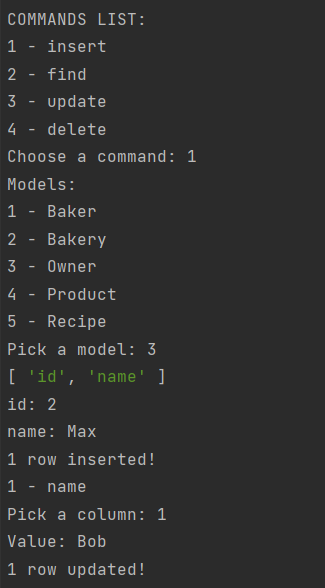 COMMANDS LIST:
1 - insert
2 - find
3 - update
4 - delete
Choose a command: 1
Models:
1 - Baker
2 - Bakery
3 - Owner
4 - Product
5 - Recipe
Pick a model: 3
[ 'id', 'name' ]
id: 2
name: Max
1 row inserted!
1 - name
Pick a column: 1
Value: Bob
1 row updated!